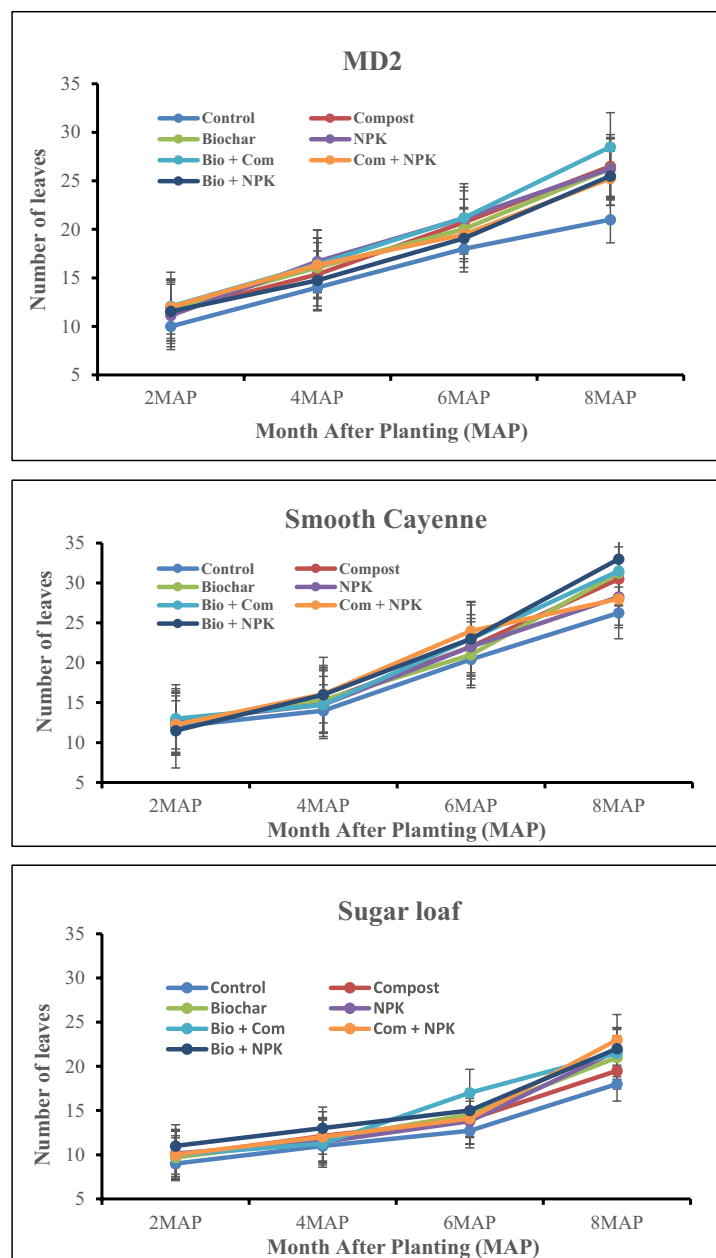 MD2
35
30
25
20
15
10
5
Number of leaves
Control Compost
Biochar NPK
Bio + Com Com + NPK
Bio + NPK
2MAP 4MAP 6MAP 8MAP
Month After Planting (MAP)
Smooth Cayenne
35
30
25
20
15
10
5
Number of leaves
Control Compost
Biochar NPK
Bio + Com Com + NPK
Bio + NPK
2MAP 4MAP 6MAP 8MAP
Month After Plamting (MAP)
Sugar loaf
35
30
25
20
15
10
5
Number of leaves
Control Compost
Biochar NPK
Bio + Com Com + NPK
Bio + NPK
2MAP 4MAP 6MAP 8MAP
Month After Planting (MAP)